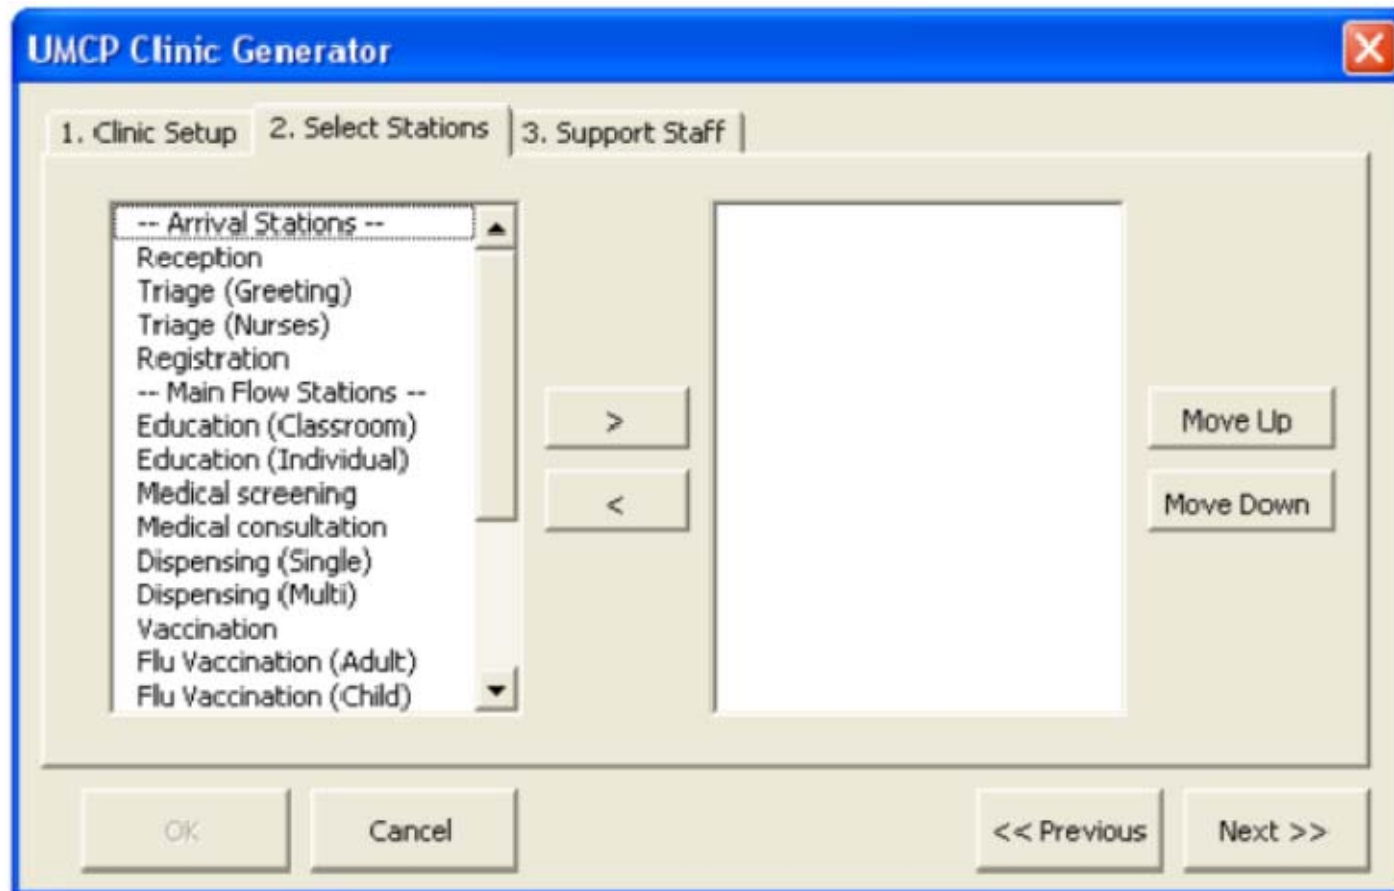 UMCP Clinic Generator
1. Clinic Setup
2. Select Stations
3. Support Staff
-- Arrival Stations --
Reception
Triage (Greeting)
Triage (Nurses)
Registration
-- Main Flow Stations --
Education (Classroom)
Education (Individual)
Medical screening
Medical consultation
Dispensing (Single)
Dispensing (Multi)
Vaccination
Flu Vaccination (Adult)
Flu Vaccination (Child)
>
<
Move Up
Move Down
OK
Cancel
<< Previous
Next >>